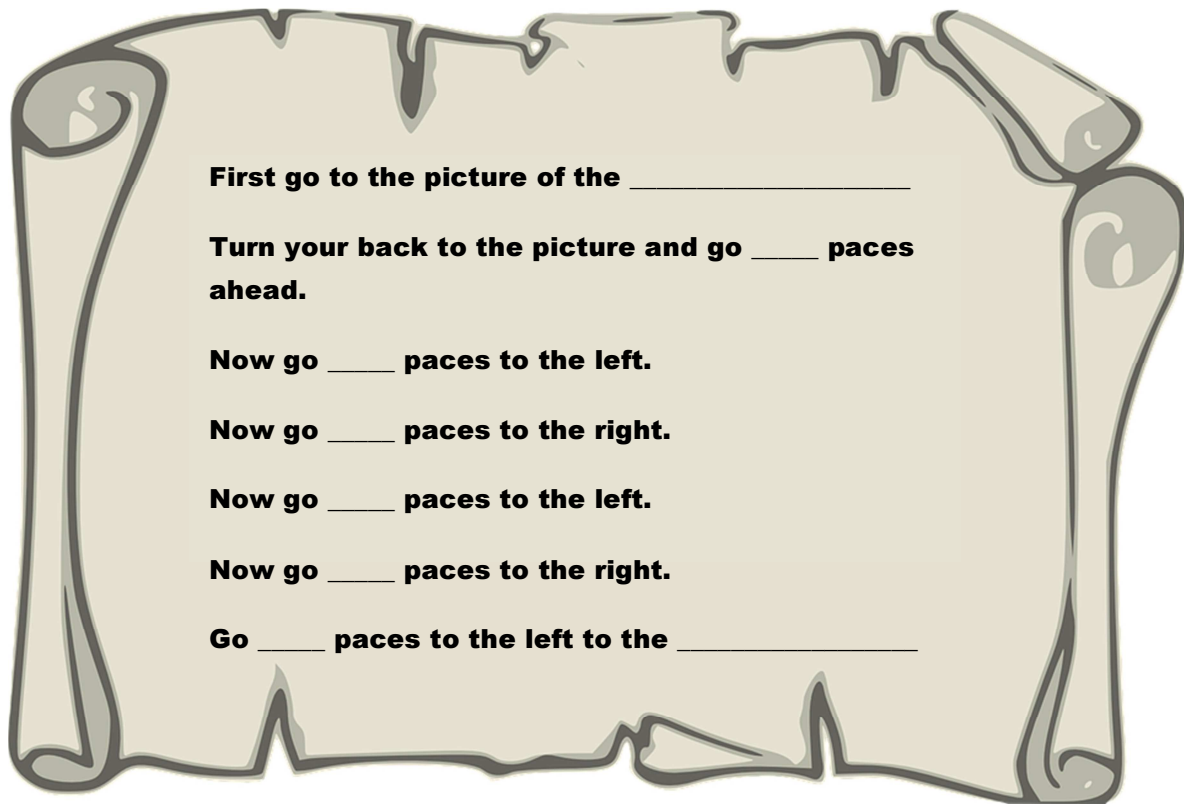 First go to the picture of the _____________________
Turn your back to the picture and go _____ paces
ahead.
Now go _____ paces to the left.
Now go _____ paces to the right.
Now go _____ paces to the left.
Now go _____ paces to the right.
Go _____ paces to the left to the __________________